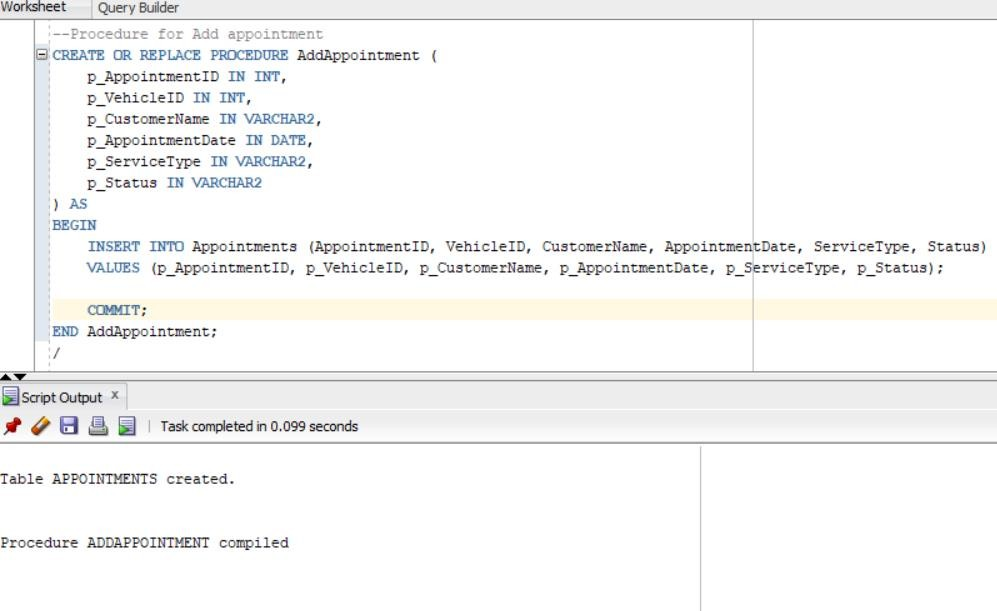 Worksheet Query Builder
--Procedure for Add appointment
CREATE OR REPLACE PROCEDURE AddAppointment (
p_AppointmentID IN INT,
p_VehicleID IN INT,
p_CustomerName IN VARCHAR2,
p_AppointmentDate IN DATE,
p_ServiceType IN VARCHAR2,
p_Status IN VARCHAR2
) AS
BEGIN
INSERT INTO Appointments (AppointmentID, VehicleID, CustomerName, AppointmentDate, ServiceType, Status)
VALUES (p_AppointmentID, p_VehicleID, p_CustomerName, p_AppointmentDate, p_ServiceType, p_Status);
COMMIT;
END AddAppointment;
/
Script Output x
Task completed in 0.099 seconds
Table APPOINTMENTS created.
Procedure ADDAPPOINTMENT compiled